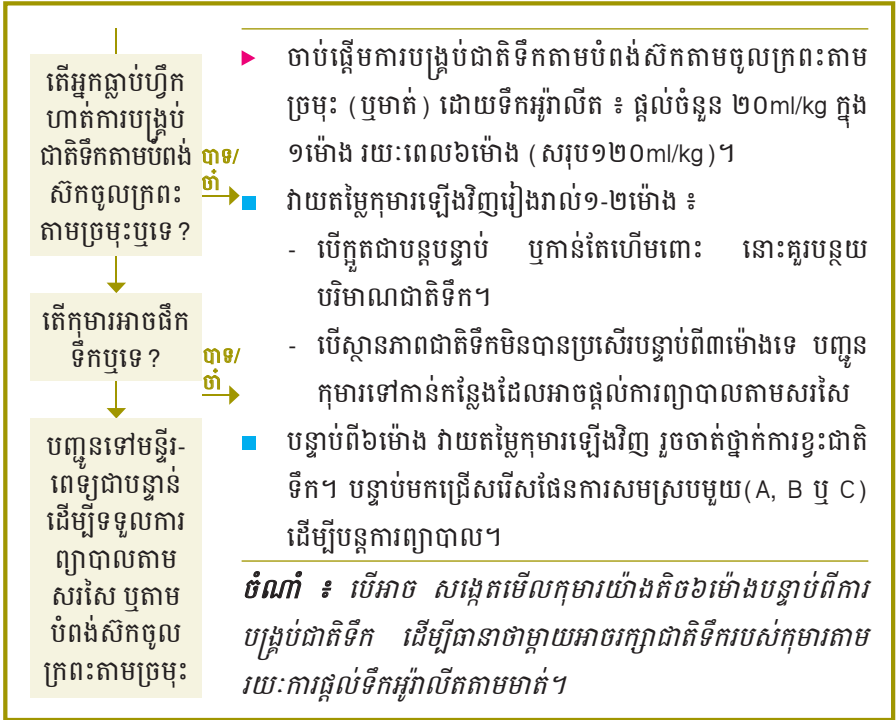 តើអ្នកធ្លាប់ហ្វឹក
ហាត់ការបង្គ្រប់
ជាតិទឹកតាមបំពង់
ស៊កចូលក្រពះ
តាមច្រមុះឬទេ ?
បាទ/
ចាំ
តើកុមារអាចផឹក
ទឹកឬទេ ?
បាទ/
ចាំ
បញ្ជូនទៅមន្ទីរ-
ពេទ្យជាបន្ទាន់
ដើម្បីទទួលការ
ព្យាបាលតាម
សរសៃ ឬតាម
បំពង់ស៊កចូល
ក្រពះតាមច្រមុះ
ចាប់ផ្តើមការបង្គ្រប់ជាតិទឹកតាមបំពង់ស៊កតាមចូលក្រពះតាម
ច្រមុះ (ឬមាត់) ដោយទឹកអូរ៉ាលីត ៖ ផ្តល់ចំនួន ២0ml/kg ក្នុង
១ម៉ោង រយៈពេល៦ម៉ោង (សរុប១២0ml/kg)។
វាយតម្លៃកុមារឡើងវិញរៀងរាល់១-២ម៉ោង ៖
- បើក្អួតជាបន្តបន្ទាប់ ឬកាន់តែហើមពោះ នោះគួរបន្ថយ
បរិមាណជាតិទឹក។
- បើស្ថានភាពជាតិទឹកមិនបានប្រសើរបន្ទាប់ពី៣ម៉ោងទេ បញ្ជូន
កុមារទៅកាន់កន្លែងដែលអាចផ្តល់ការព្យាបាលតាមសរសៃ
បន្ទាប់ពី៦ម៉ោង វាយតម្លៃកុមារឡើងវិញ រួចចាត់ថ្នាក់ការខ្វះជាតិ
ទឹក។ បន្ទាប់មកជ្រើសរើសផែនការសមស្របមួយ(A, B ឬ C)
ដើម្បីបន្តការព្យាបាល។
ចំណាំ ៖ បើអាច សង្កេតមើលកុមារយ៉ាងតិច៦ម៉ោងបន្ទាប់ពីការ
បង្គ្រប់ជាតិទឹក ដើម្បីធានាថាម្តាយអាចរក្សាជាតិទឹករបស់កុមារតាម
រយៈការផ្តល់ទឹកអូរ៉ាលីតតាមមាត់។